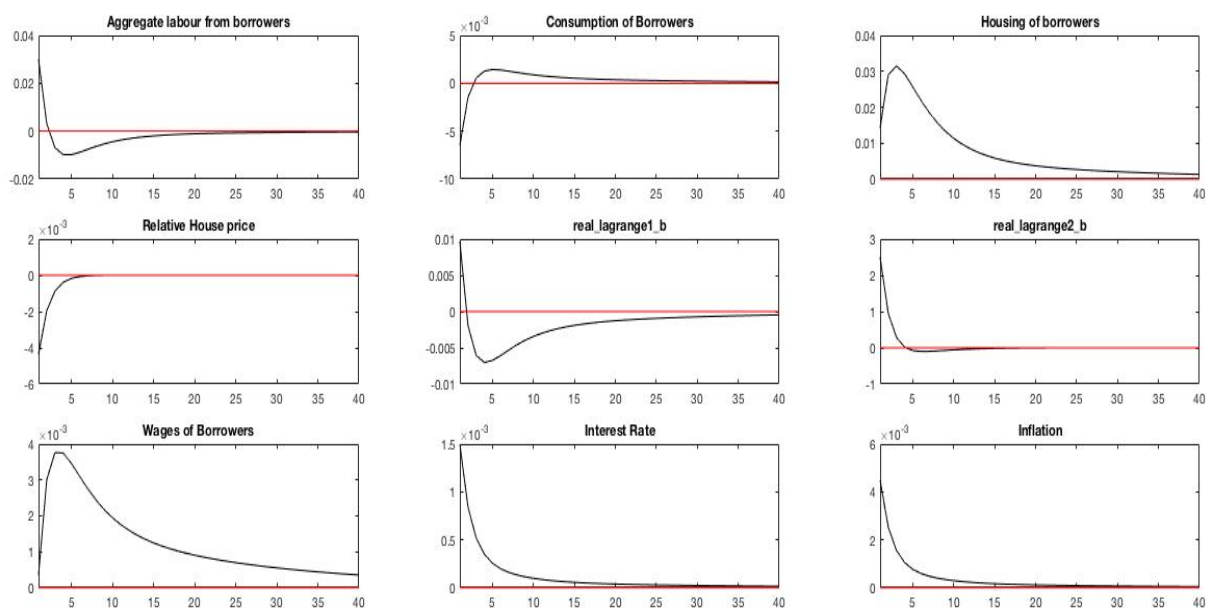 Aggregate labour from borrowers
0.04
0.02
0
-0.02
5 10 15 20 25 30 35 40
Consumption of Borrowers
×10⁻³
5
0
-5
-10
5 10 15 20 25 30 35 40
Housing of borrowers
0.04
0.03
0.02
0.01
0
5 10 15 20 25 30 35 40
Relative House price
×10⁻³
2
0
-2
-4
-6
5 10 15 20 25 30 35 40
real_lagrange1_b
0.01
0.005
0
-0.005
-0.01
5 10 15 20 25 30 35 40
real_lagrange2_b
3
2
1
0
-1
5 10 15 20 25 30 35 40
Wages of Borrowers
×10⁻³
4
3
2
1
0
5 10 15 20 25 30 35 40
Interest Rate
×10⁻³
1.5
1
0.5
0
5 10 15 20 25 30 35 40
Inflation
×10⁻³
6
4
2
0
5 10 15 20 25 30 35 40